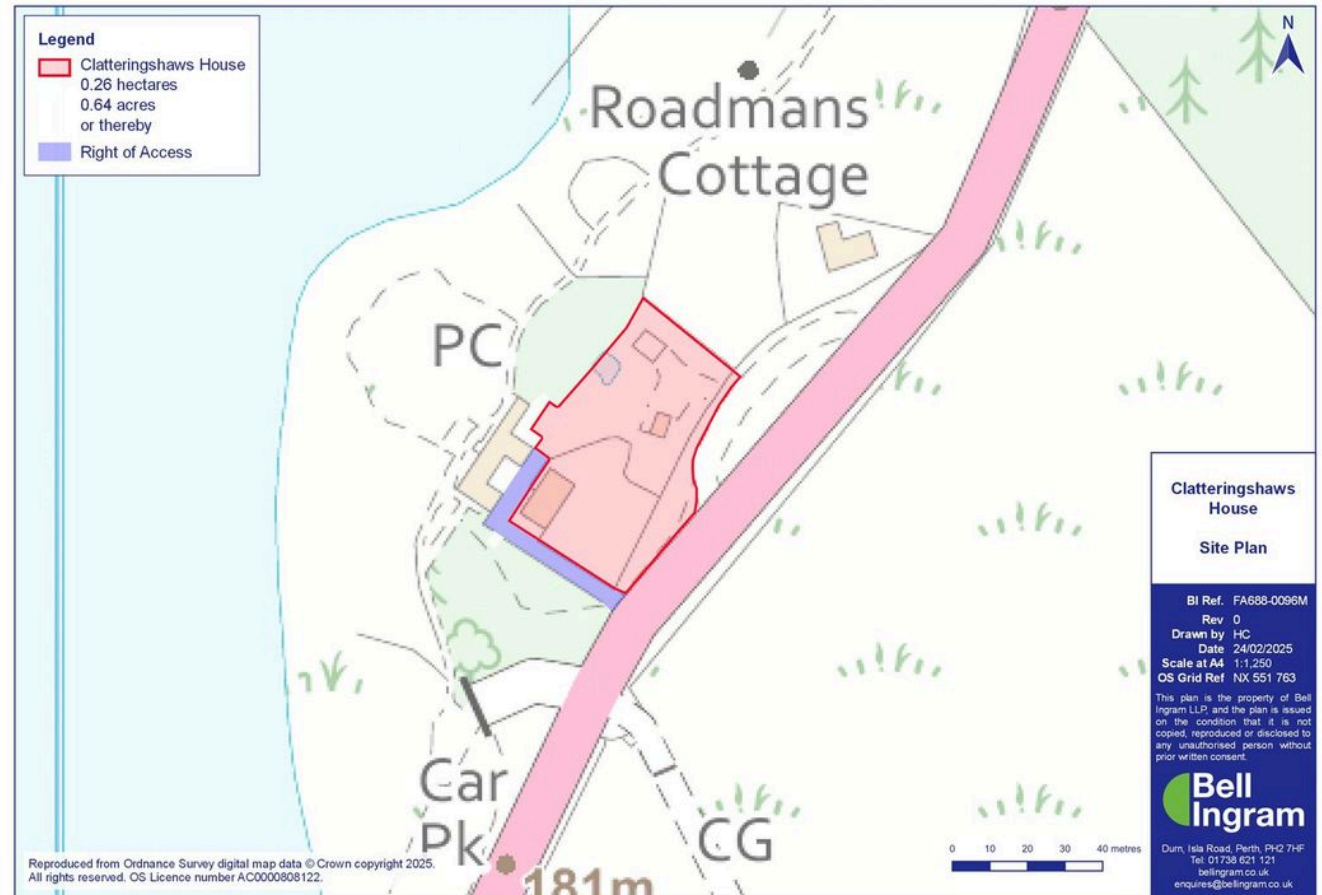 Legend
Clatteringshaws House
0.26 hectares
0.64 acres
or thereby
Right of Access
N
Roadmans
Cottage
PC
Car
Pk
CG
181m
Clatteringshaws
House
Site Plan
BI Ref. FA688-0096M
Rev 0
Drawn by HC
Date 24/02/2025
Scale at A4 1:1,250
OS Grid Ref NX 551 763
This plan is the property of Bell
Ingram LLP, and the plan is issued
on the condition that it is not
copied, reproduced or disclosed to
any unauthorised person without
prior written consent.
Bell
Ingram
Durn, Isla Road, Perth, PH2 7HF
Tel: 01738 621 121
bellingram.co.uk
enquires@bellingram.co.uk
0 10 20 30 40 metres
Reproduced from Ordnance Survey digital map data © Crown copyright 2025.
All rights reserved. OS Licence number AC0000808122.